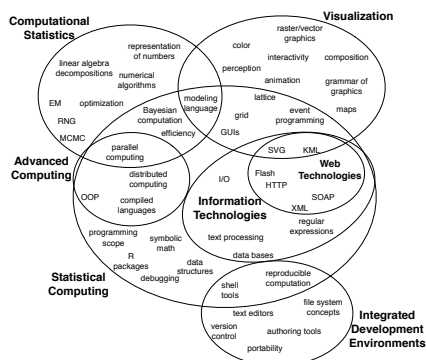 Computational
Statistics
Visualization
raster/vector
graphics
color
representation
of numbers
interactivity
composition
linear algebra
decompositions
perception
numerical
algorithms
animation
grammar of
graphics
EM
optimization
modeling
language
lattice
Bayesian
computation
event
programming
maps
RNG
grid
efficiency
GUIs
MCMC
parallel
computing
SVG
KML
Advanced
Computing
Web
Technologies
distributed
computing
I/O
Flash
HTTP
OOP
compiled
languages
Information
Technologies
SOAP
XML
programming
scope
symbolic
math
text processing
regular
expressions
R
packages
data
structures
data bases
Statistical
Computing
debugging
shell
tools
reproducible
computation
file system
concepts
text editors
Integrated
Development
Environments
version
control
authoring tools
portability